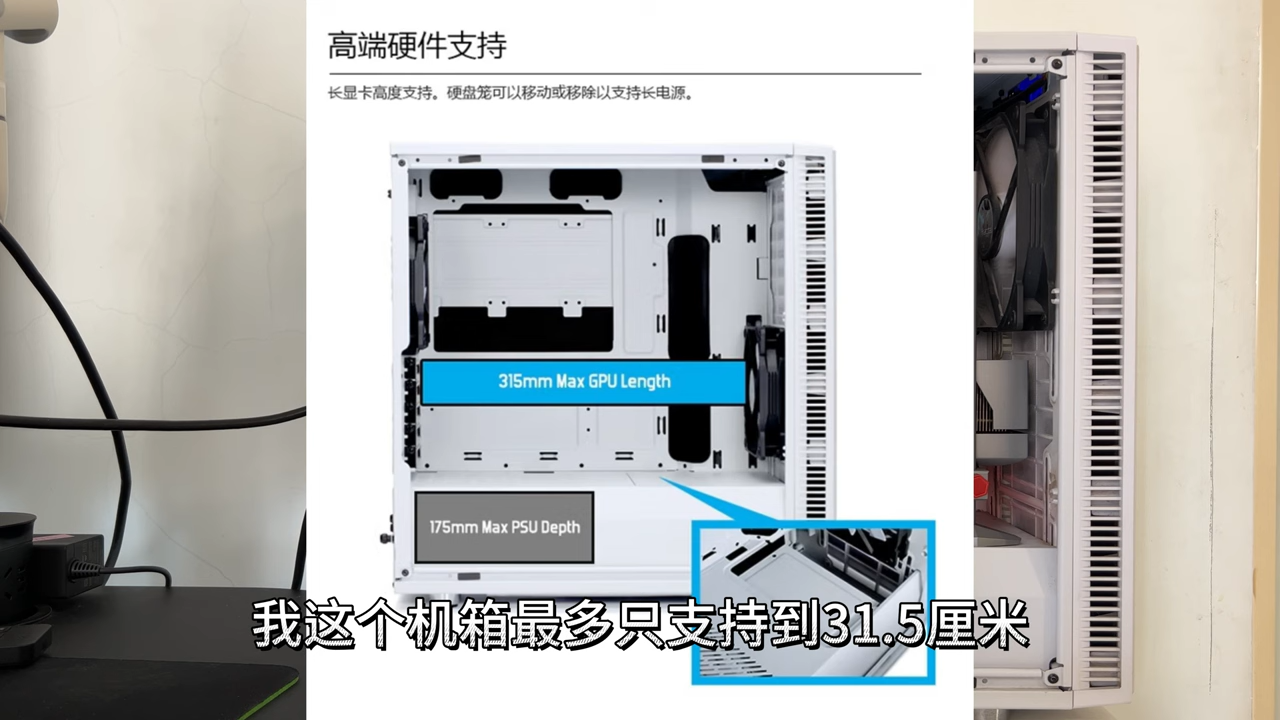 高端硬件支持
长显卡高度支持。硬盘笼可以移动或移除以支持长电源。
315mm Max GPU Length
175mm Max PSU Depth
我这个机箱最多只支持到31.5厘米